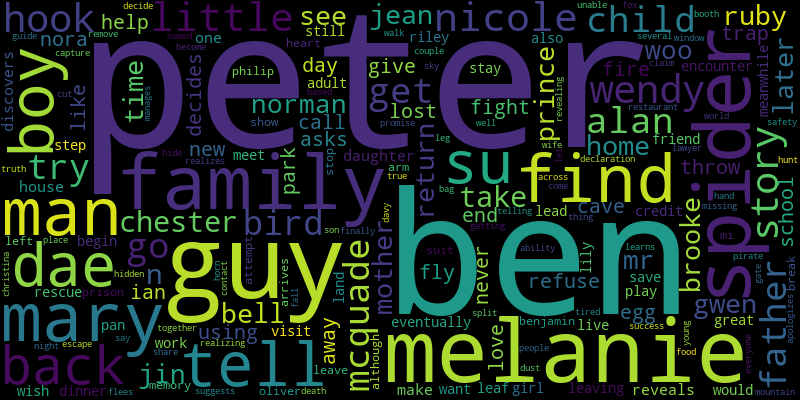 peter
ben
family
guy
melanie
spider
find
man
mary
su
tell
dae
back
boy
little
get
nicole
wendy
child
alan
hook
go
story
father
mcquade
mother
norman
bird
prince
chester
bell
jin
try
take
return
home
woo
ruby
see
jean
time
gwen
brooke
mr
fly
love
school
later
trap
throw
fire
fight
lost
give
day
call
asks
help
nora
like
new
decides
one
park
daughter
meet
house
step
ian
n
using
visit
away
end
cave
egg
refuse
never
eventually
lead
credit
friend
encounter
meanwhile
discovers
still
adult
riley
also
stay
philip
heart
show
stop
arm
true
rescue
prison
pan
work
wish
dinner
memory
oliver
death
leave
although
make
want
leaf
girl
leaving
reveals
would
live
benjamin
save
play
lily
great
land
arrives
attempt
begin
left
place
hidden
christina
truth
night
escape
say
share
together
realizing
suggests
flees
born
contact
fall
son
finally
davy
suit
split
dust
people
tired
success
young
food
everyone
mountain
apologizes
break
pirate
gate
learns
ability
telling
getting
bag
leg
come
across
thing
wife
declaration
lawyer
hunt
safety
hand
missing
mi
world
restaurant
revealing
claim
window
several
booth
fox
unable
sky
well
promise
couple
walk
based
become
named
remove
decide
guide
capture
cut
manages
hide
realizes